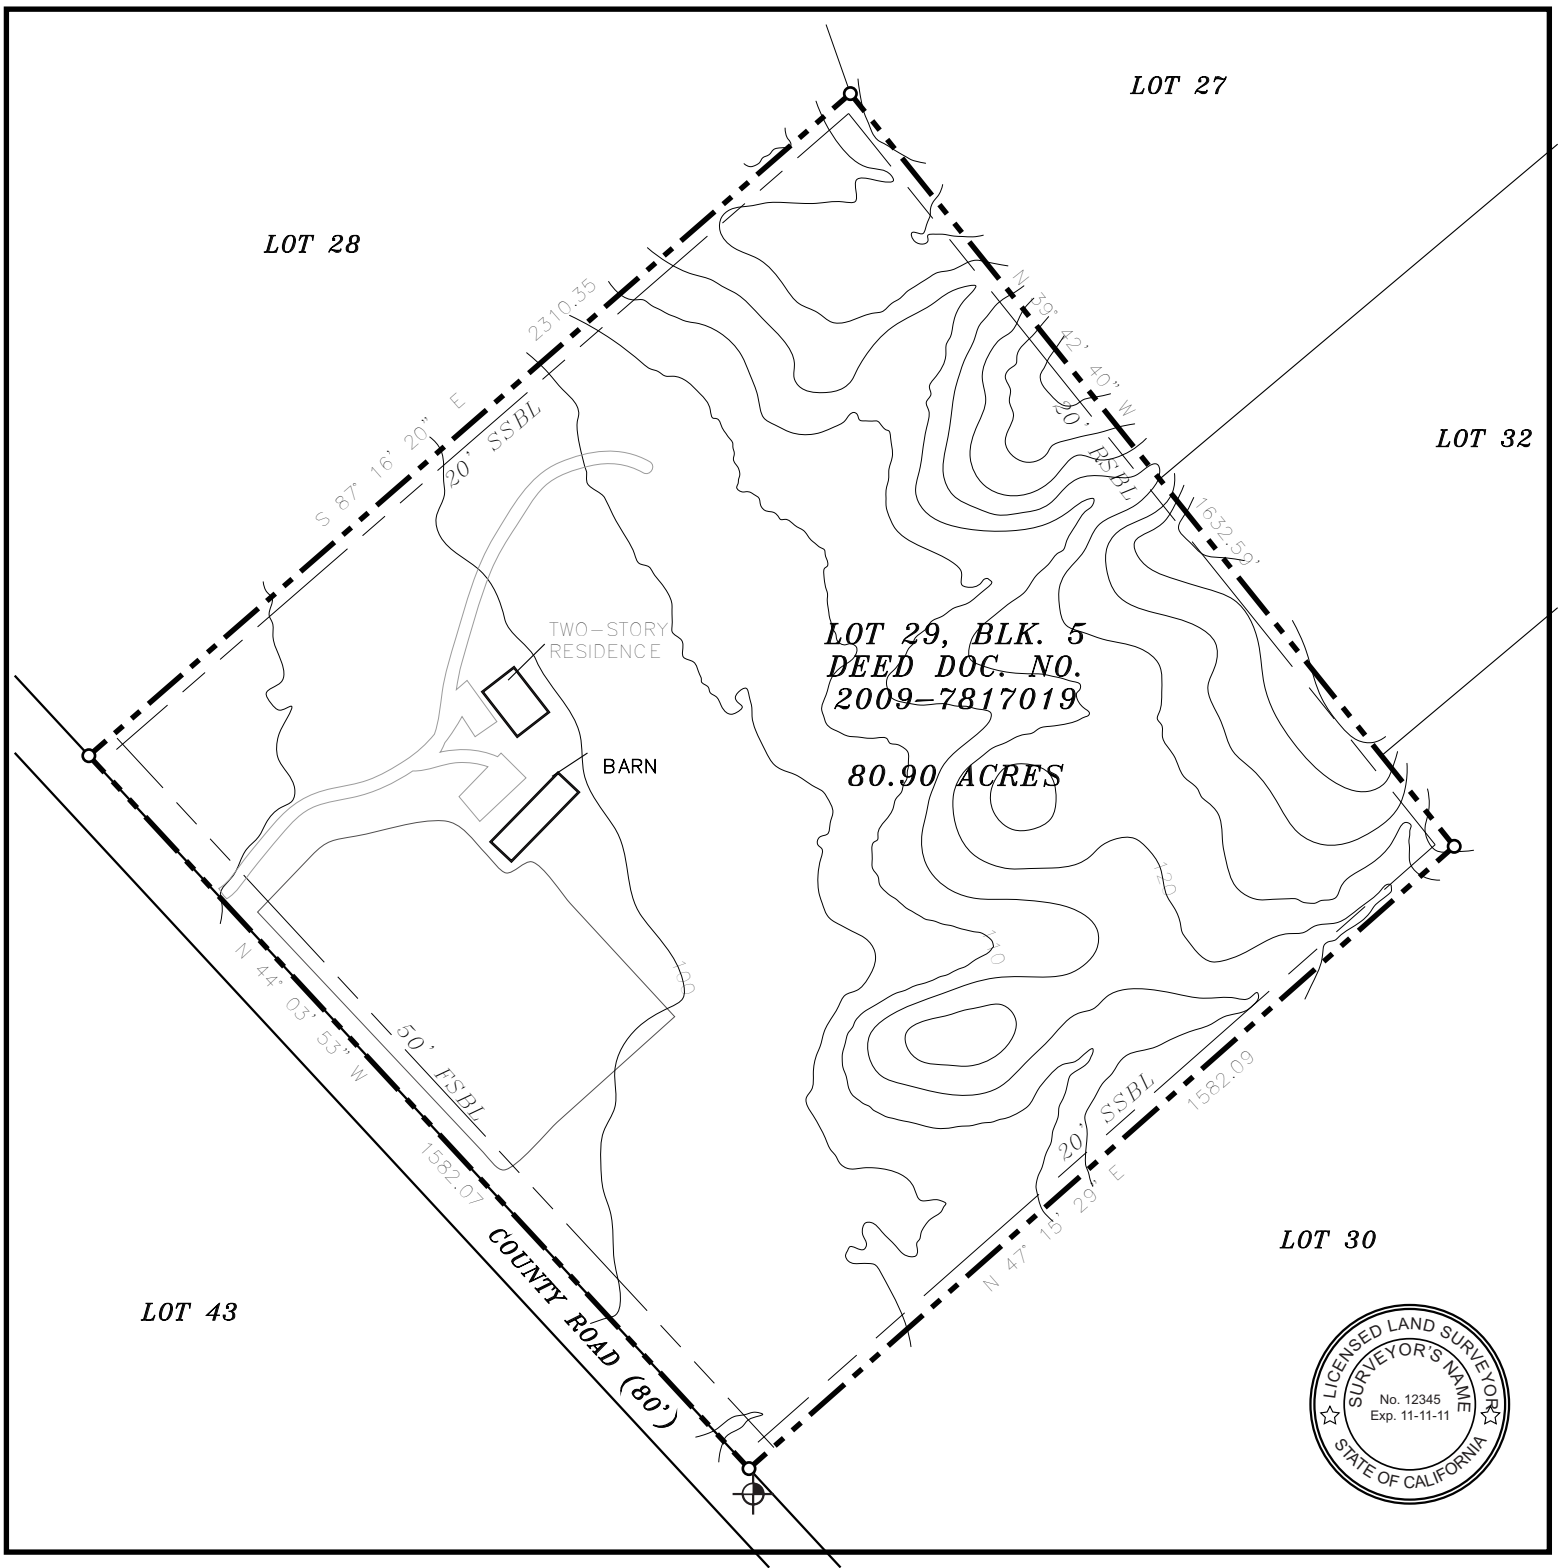 LOT 27
LOT 28
2310.35
N 39° 42' 40" W
S 87° 16' 20" E
20' SSBL
20' RSBL
LOT 32
1632.59'
TWO-STORY
RESIDENCE
LOT 29, BLK. 5
DEED DOC. NO.
2009-7817019
80.90 ACRES
BARN
120
110
100
N 44° 03' 53" W
50' FSBL
20' SSBL
1582.09
1582.07
N 47° 15' 29" E
COUNTY ROAD (80')
LOT 30
LOT 43
LICENSED LAND SURVEYOR
SURVEYOR'S NAME
No. 12345
Exp. 11-11-11
STATE OF CALIFORNIA